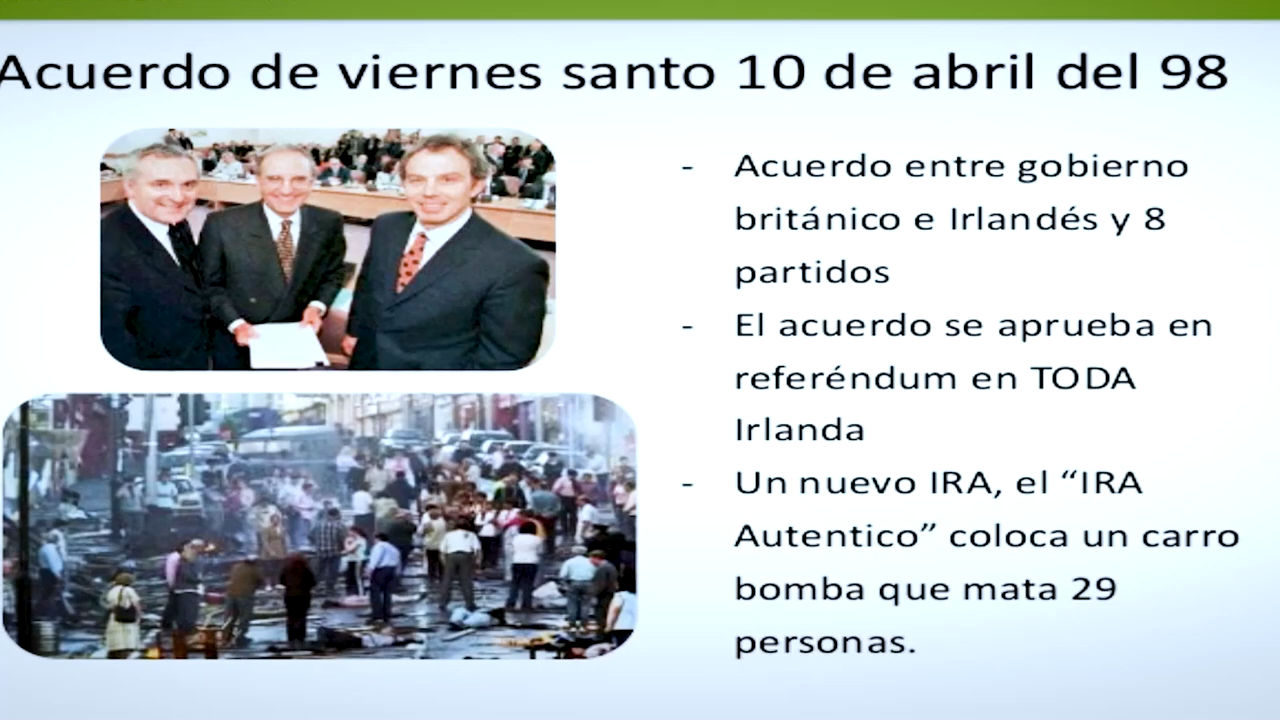 Acuerdo de viernes santo 10 de abril del 98
- Acuerdo entre gobierno
británico e Irlandés y 8
partidos
- El acuerdo se aprueba en
referéndum en TODA
Irlanda
- Un nuevo IRA, el “IRA
Autentico” coloca un carro
bomba que mata 29
personas.